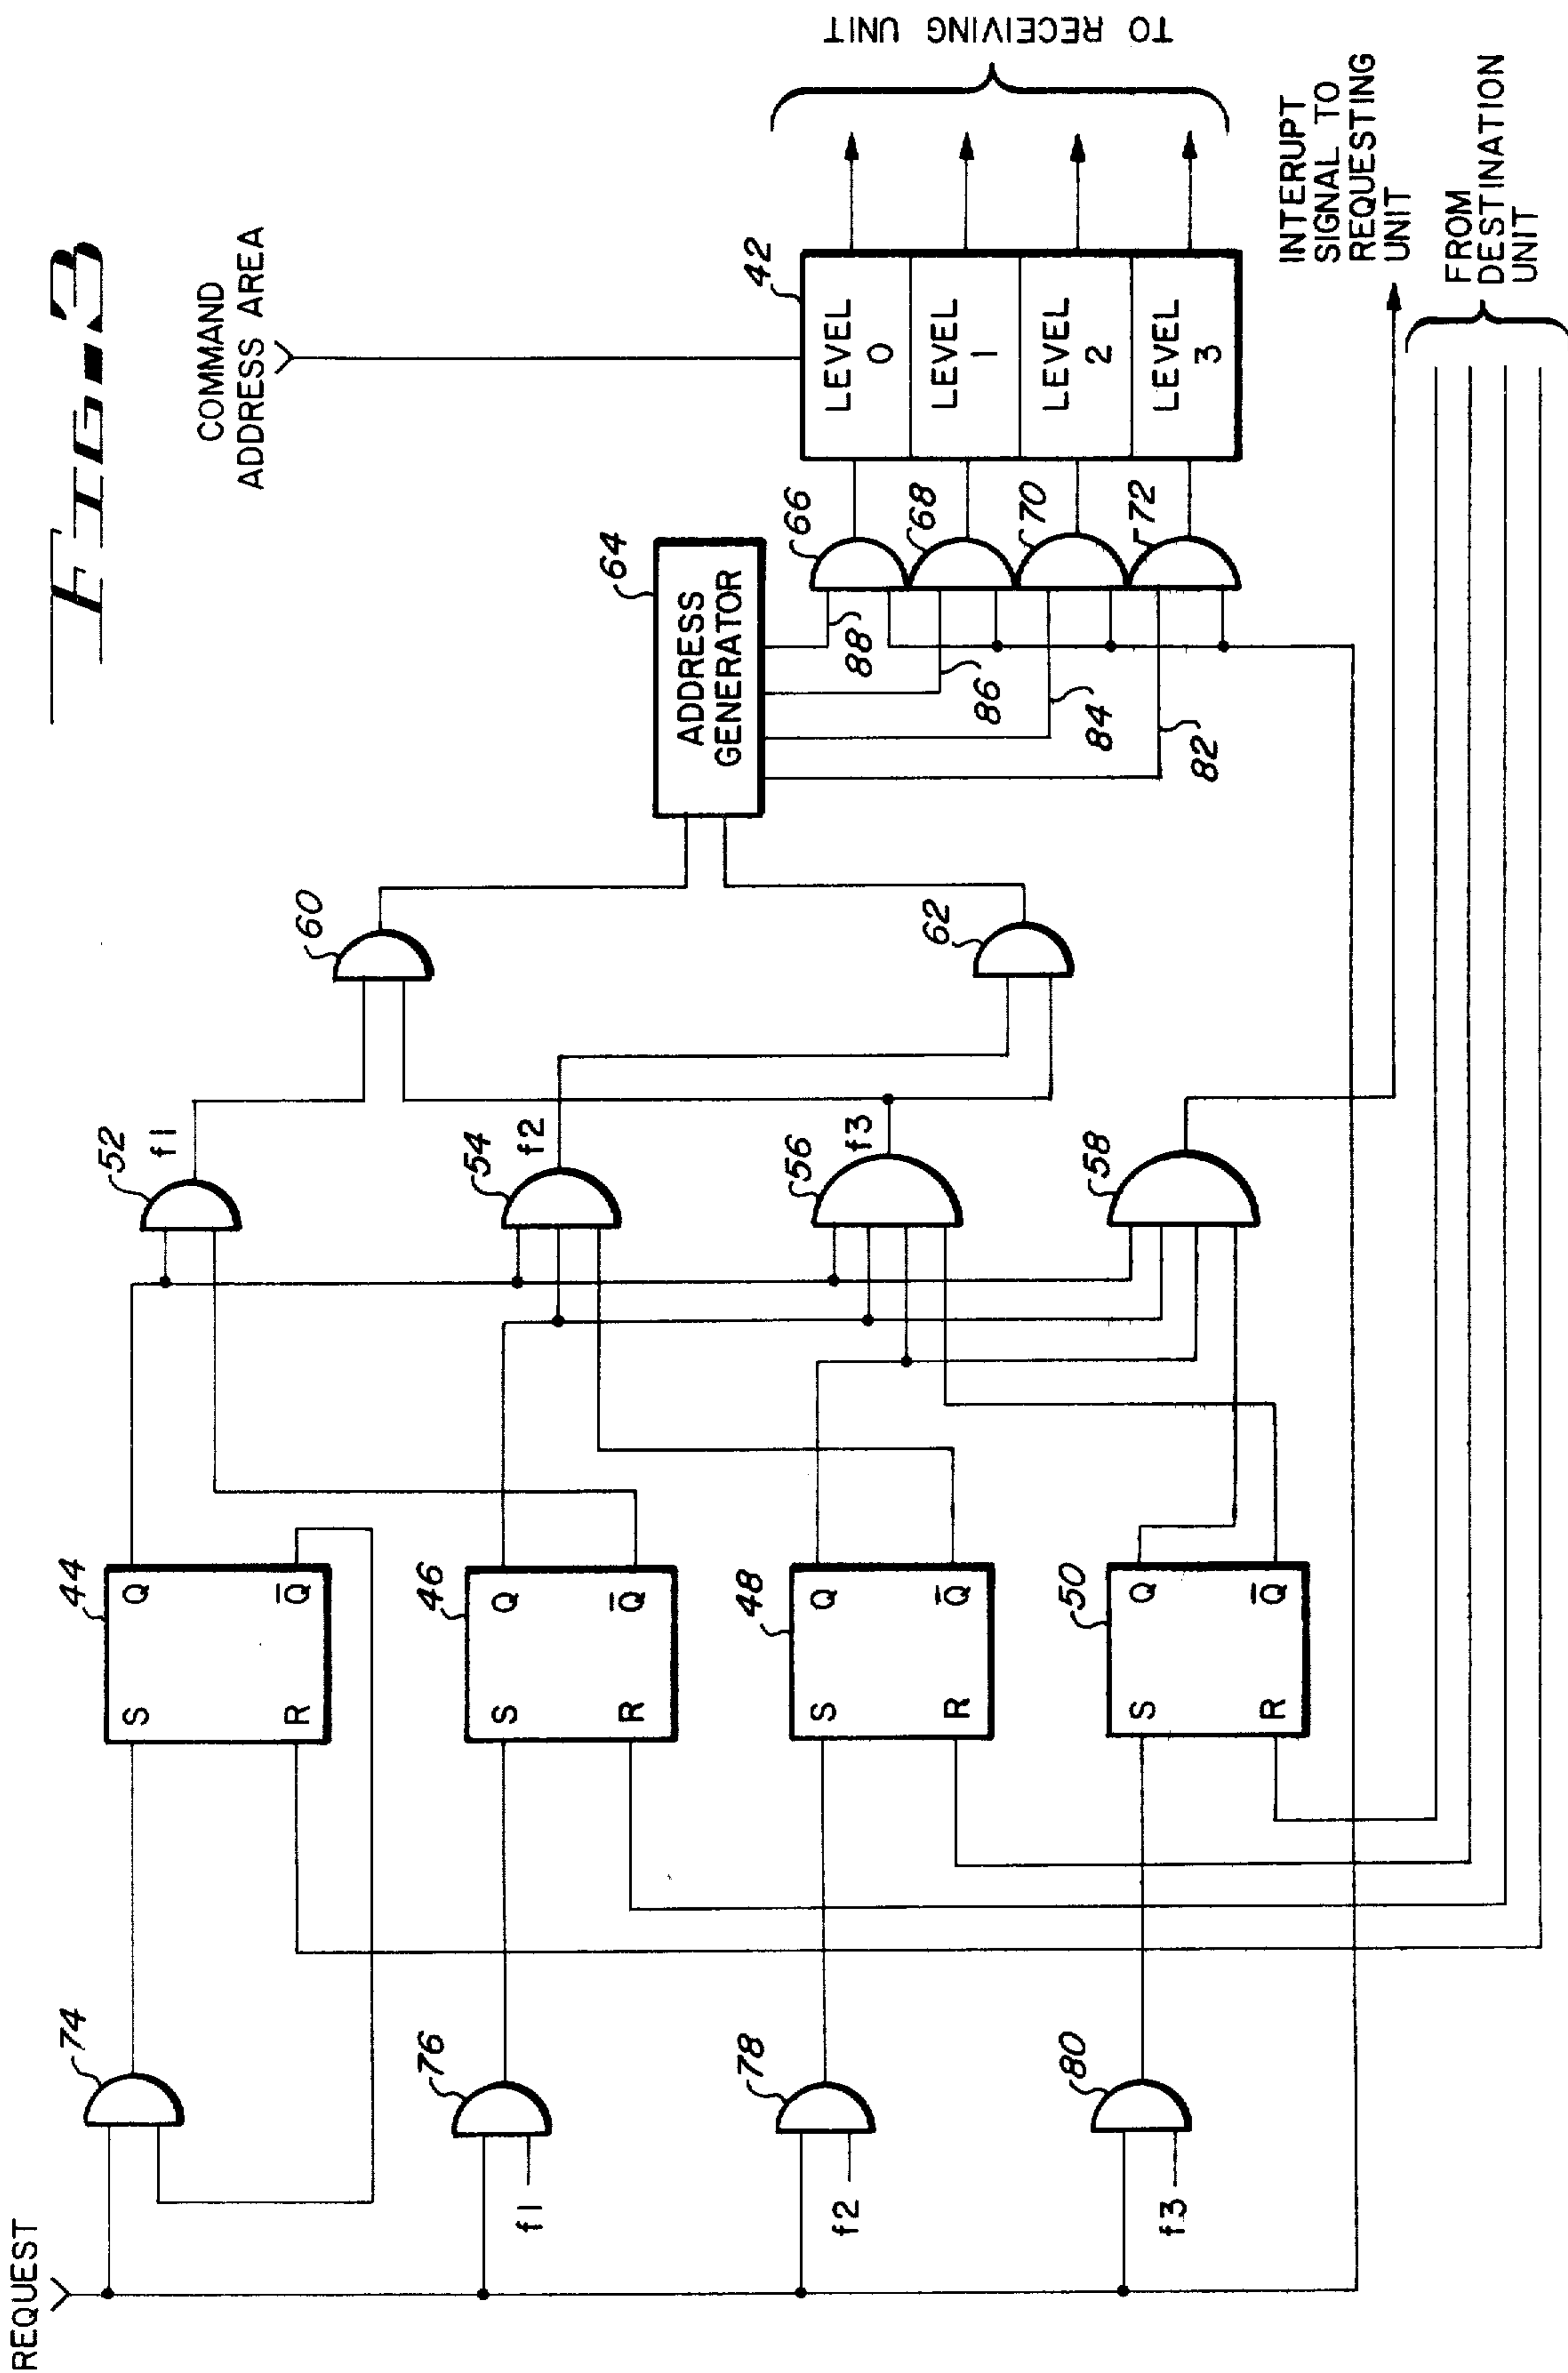 Fig-3
REQUEST
74
76
f1
78
f2
80
f3
44
S
Q
R
Q̅
46
S
Q
R
Q̅
48
S
Q
R
Q̅
50
S
Q
R
Q̅
52
f1
54
f2
56
f3
58
60
62
64
ADDRESS
GENERATOR
88
86
84
82
66
68
70
72
COMMAND
ADDRESS AREA
42
LEVEL
0
LEVEL
1
LEVEL
2
LEVEL
3
TO RECEIVING UNIT
INTERUPT
SIGNAL TO
REQUESTING
UNIT
FROM
DESTINATION
UNIT